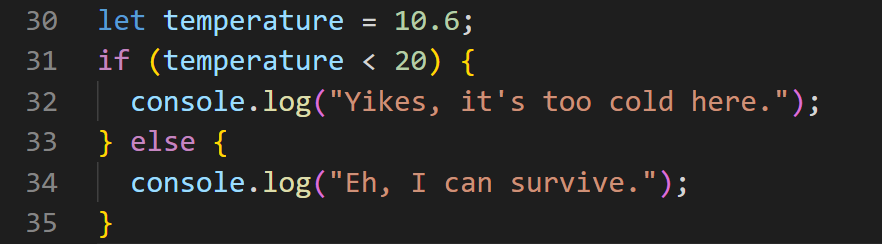 30 let temperature = 10.6;
31 if (temperature < 20) {
32   console.log("Yikes, it's too cold here.");
33 } else {
34   console.log("Eh, I can survive.");
35 }